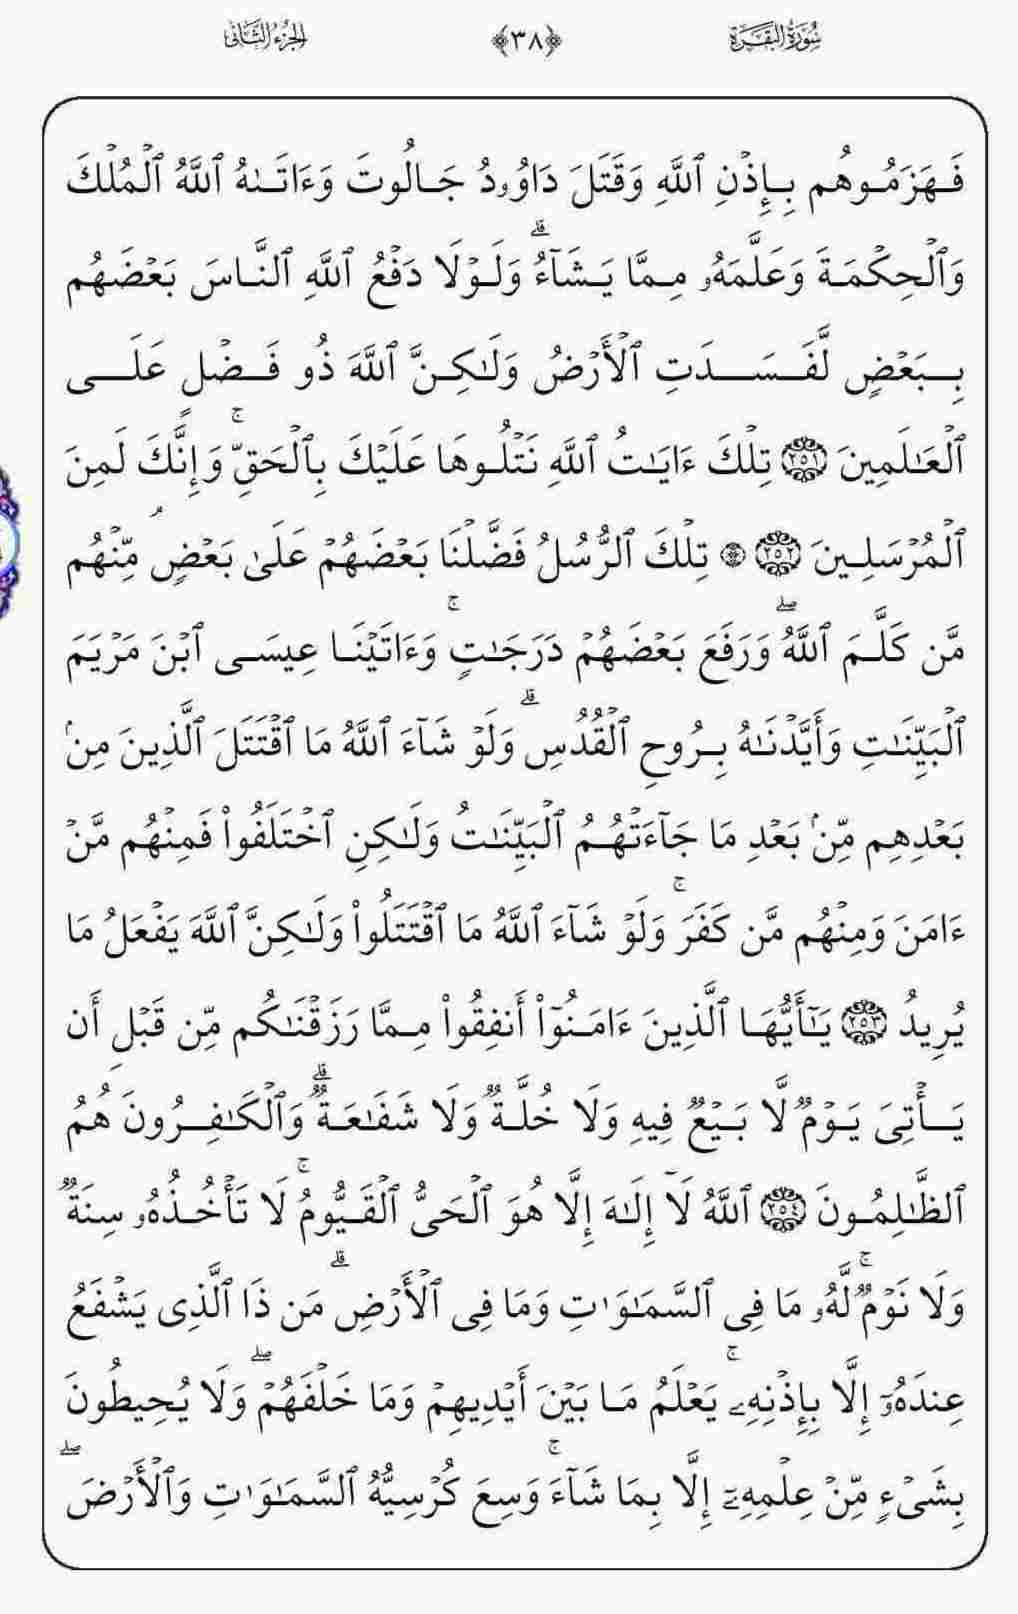 سُورَةُ البَقَرَةِ ﴿٣٨﴾ الجزءُ الثَّانى
فَهَزَمُوهُم بِإِذْنِ ٱللَّهِ وَقَتَلَ دَاوُۥدُ جَالُوتَ وَءَاتَىٰهُ ٱللَّهُ ٱلْمُلْكَ
وَٱلْحِكْمَةَ وَعَلَّمَهُۥ مِمَّا يَشَآءُۗ وَلَوْلَا دَفْعُ ٱللَّهِ ٱلنَّاسَ بَعْضَهُم
بِبَعْضٍ لَّفَسَدَتِ ٱلْأَرْضُ وَلَٰكِنَّ ٱللَّهَ ذُو فَضْلٍ عَلَى
ٱلْعَٰلَمِينَ ٢٥١ تِلْكَ ءَايَٰتُ ٱللَّهِ نَتْلُوهَا عَلَيْكَ بِٱلْحَقِّۚ وَإِنَّكَ لَمِنَ
ٱلْمُرْسَلِينَ ٢٥٢ ۞ تِلْكَ ٱلرُّسُلُ فَضَّلْنَا بَعْضَهُمْ عَلَىٰ بَعْضٍۘ مِّنْهُم
مَّن كَلَّمَ ٱللَّهُۖ وَرَفَعَ بَعْضَهُمْ دَرَجَٰتٍۚ وَءَاتَيْنَا عِيسَى ٱبْنَ مَرْيَمَ
ٱلْبَيِّنَٰتِ وَأَيَّدْنَٰهُ بِرُوحِ ٱلْقُدُسِۗ وَلَوْ شَآءَ ٱللَّهُ مَا ٱقْتَتَلَ ٱلَّذِينَ مِنۢ
بَعْدِهِم مِّنۢ بَعْدِ مَا جَآءَتْهُمُ ٱلْبَيِّنَٰتُ وَلَٰكِنِ ٱخْتَلَفُوا۟ فَمِنْهُم مَّنْ
ءَامَنَ وَمِنْهُم مَّن كَفَرَۚ وَلَوْ شَآءَ ٱللَّهُ مَا ٱقْتَتَلُوا۟ وَلَٰكِنَّ ٱللَّهَ يَفْعَلُ مَا
يُرِيدُ ٢٥٣ يَٰٓأَيُّهَا ٱلَّذِينَ ءَامَنُوٓا۟ أَنفِقُوا۟ مِمَّا رَزَقْنَٰكُم مِّن قَبْلِ أَن
يَأْتِىَ يَوْمٌ لَّا بَيْعٌ فِيهِ وَلَا خُلَّةٌ وَلَا شَفَٰعَةٌۗ وَٱلْكَٰفِرُونَ هُمُ
ٱلظَّٰلِمُونَ ٢٥٤ ٱللَّهُ لَآ إِلَٰهَ إِلَّا هُوَ ٱلْحَىُّ ٱلْقَيُّومُۚ لَا تَأْخُذُهُۥ سِنَةٌ
وَلَا نَوْمٌۚ لَّهُۥ مَا فِى ٱلسَّمَٰوَٰتِ وَمَا فِى ٱلْأَرْضِۗ مَن ذَا ٱلَّذِى يَشْفَعُ
عِندَهُۥٓ إِلَّا بِإِذْنِهِۦۚ يَعْلَمُ مَا بَيْنَ أَيْدِيهِمْ وَمَا خَلْفَهُمْۖ وَلَا يُحِيطُونَ
بِشَىْءٍ مِّنْ عِلْمِهِۦٓ إِلَّا بِمَا شَآءَۚ وَسِعَ كُرْسِيُّهُ ٱلسَّمَٰوَٰتِ وَٱلْأَرْضَۖ